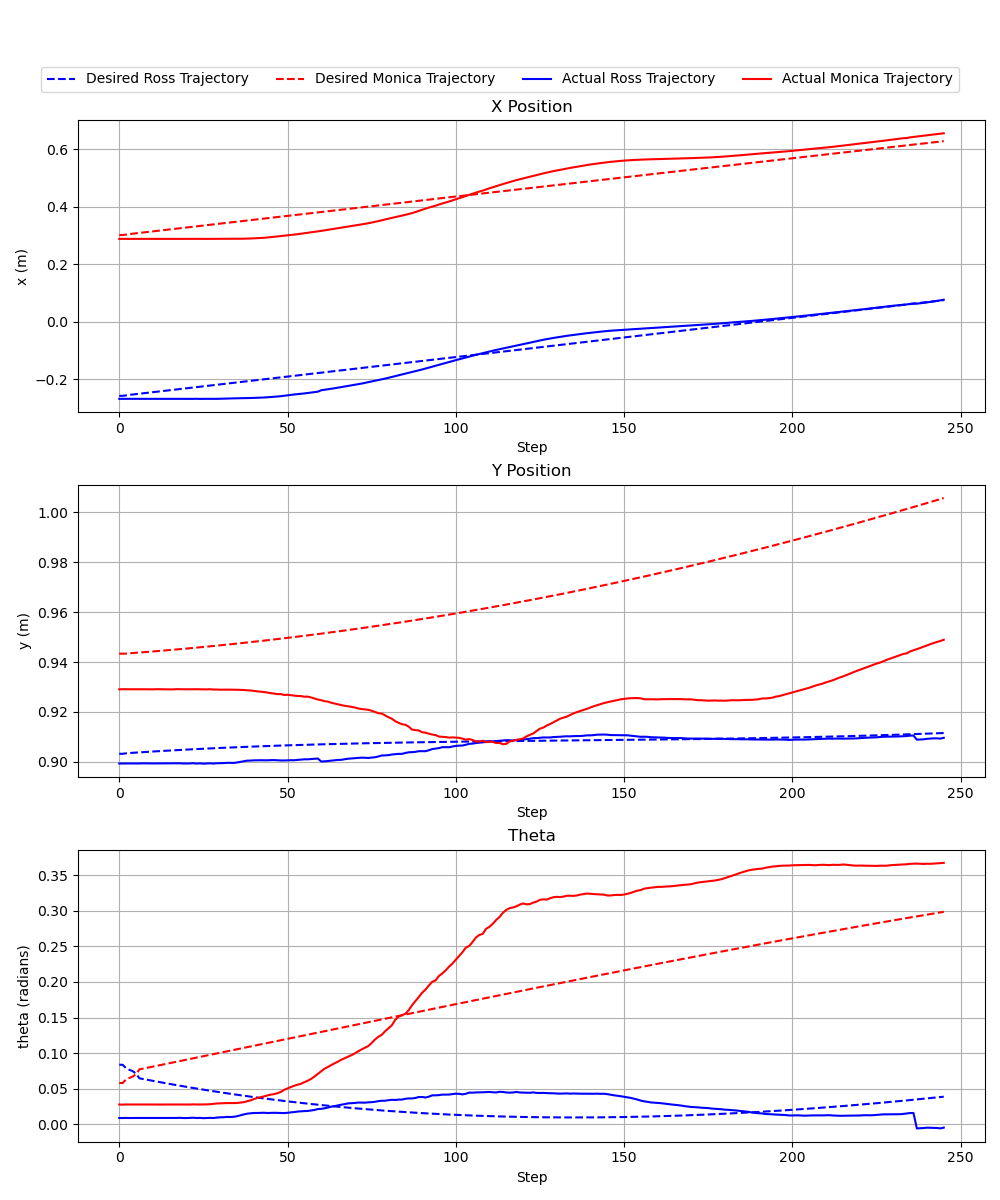 Desired Ross Trajectory Desired Monica Trajectory Actual Ross Trajectory Actual Monica Trajectory
X Position
0.6
0.4
0.2
0.0
−0.2
x (m)
0 50 100 150 200 250
Step
Y Position
1.00
0.98
0.96
0.94
0.92
0.90
y (m)
0 50 100 150 200 250
Step
Theta
0.35
0.30
0.25
0.20
0.15
0.10
0.05
0.00
theta (radians)
0 50 100 150 200 250
Step